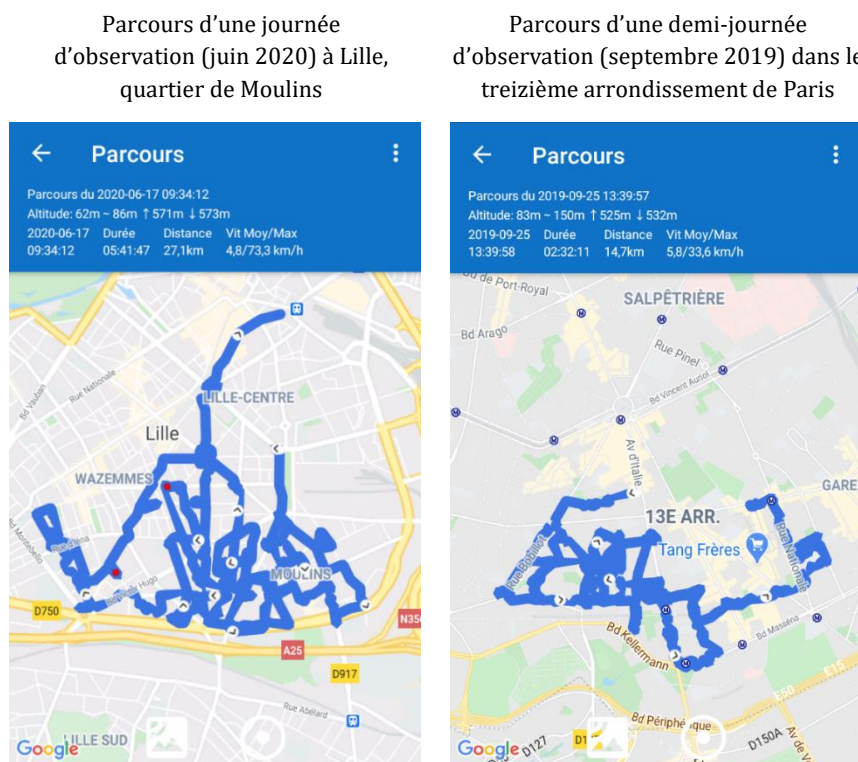 Parcours d'une journée
d'observation (juin 2020) à Lille,
quartier de Moulins
Parcours d'une demi-journée
d'observation (septembre 2019) dans le
treizième arrondissement de Paris
Parcours
Parcours du 2020-06-17 09:34:12
Altitude: 62m ~ 86m ↑ 571m ↓ 573m
2020-06-17 Durée Distance Vit Moy/Max
09:34:12 05:41:47 27,1km 4,8/73,3 km/h
LILLE-CENTRE
Bd Vauban
Rue Nationale
Lille
WAZEMMES
Bd Montebello
MOULINS
D750
A25
N356
D917
Rue Abélard
LILLE SUD
Google
Parcours
Parcours du 2019-09-25 13:39:57
Altitude: 83m ~ 150m ↑ 525m ↓ 532m
2019-09-25 Durée Distance Vit Moy/Max
13:39:58 02:32:11 14,7km 5,8/33,6 km/h
Bd de Port-Royal
SALPÊTRIÈRE
Bd Arago
Rue Pinel
Bd Vincent Auriol
Av. d'Italie
GARE
13E ARR.
Tang Frères
Rue Bobillot
Rue Nationale
Bd Masséna
Bd Kellermann
E50
E15
Bd Périphérique
D127
D150A
Av de V
Google